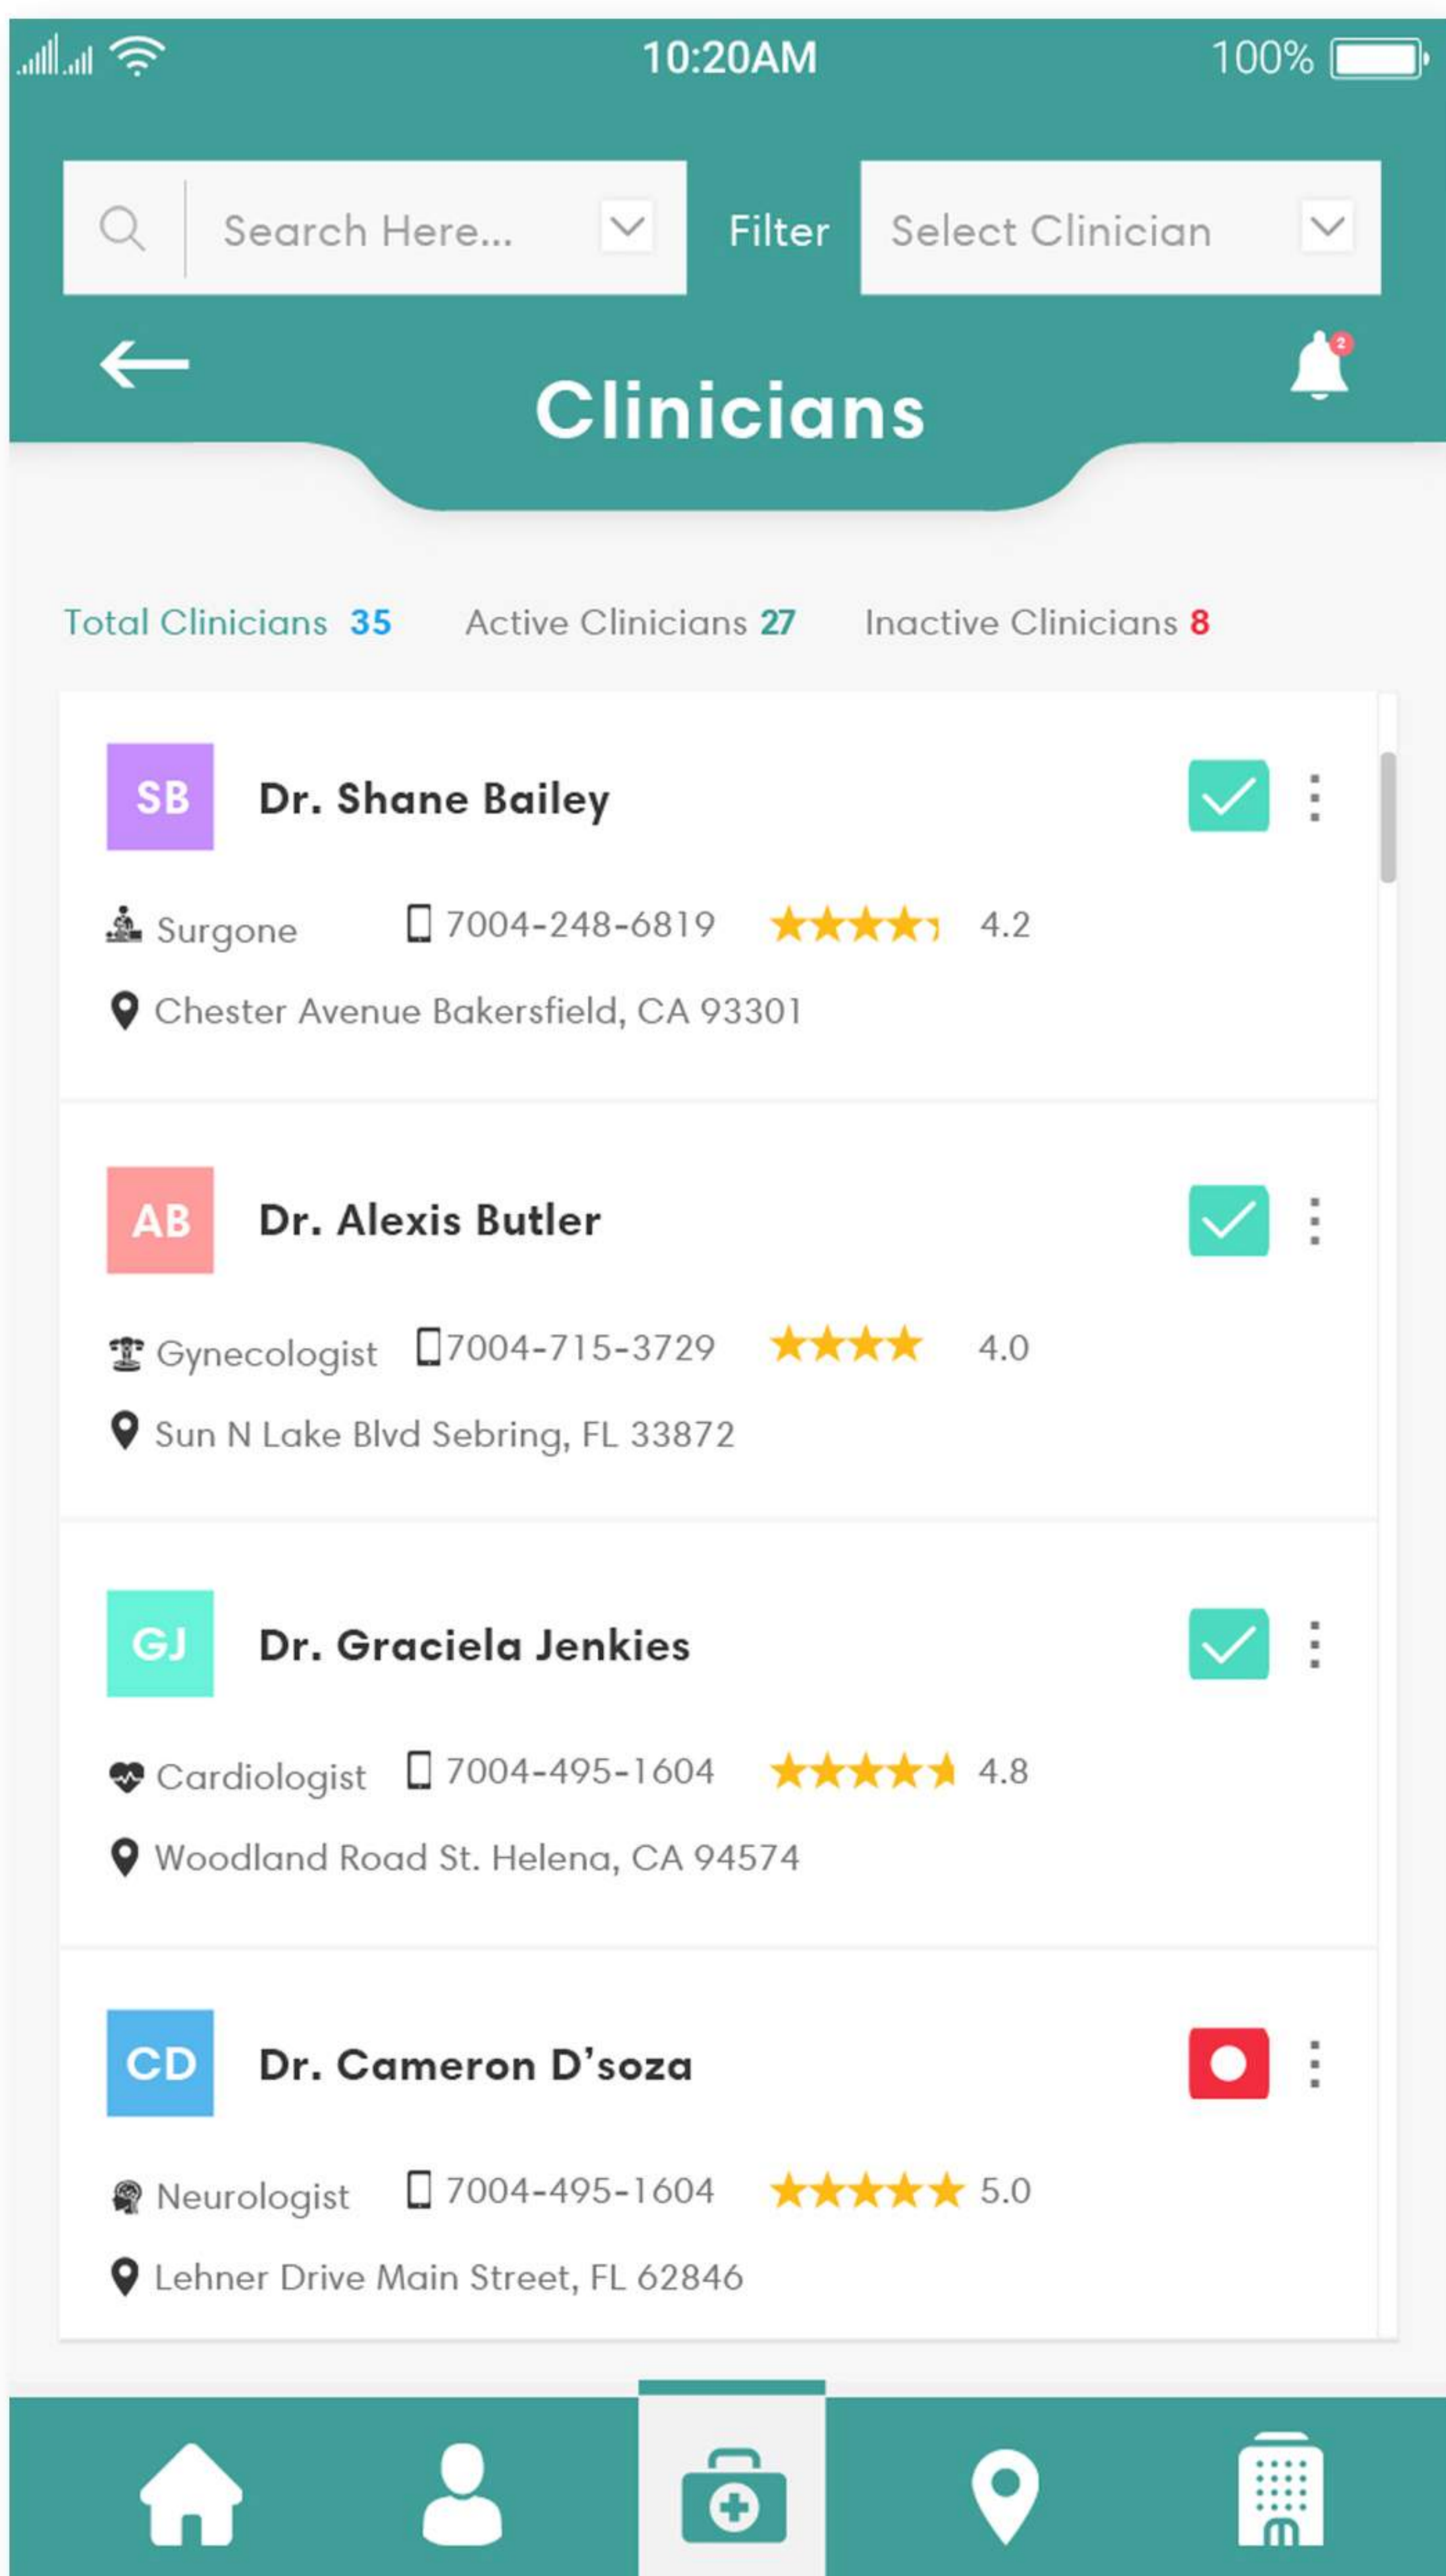 10:20AM 100%
Search Here... Filter Select Clinician
2
Clinicians
Total Clinicians 35 Active Clinicians 27 Inactive Clinicians 8
SB Dr. Shane Bailey
Surgone 7004-248-6819 4.2
Chester Avenue Bakersfield, CA 93301
AB Dr. Alexis Butler
Gynecologist 7004-715-3729 4.0
Sun N Lake Blvd Sebring, FL 33872
GJ Dr. Graciela Jenkies
Cardiologist 7004-495-1604 4.8
Woodland Road St. Helena, CA 94574
CD Dr. Cameron D’soza
Neurologist 7004-495-1604 5.0
Lehner Drive Main Street, FL 62846